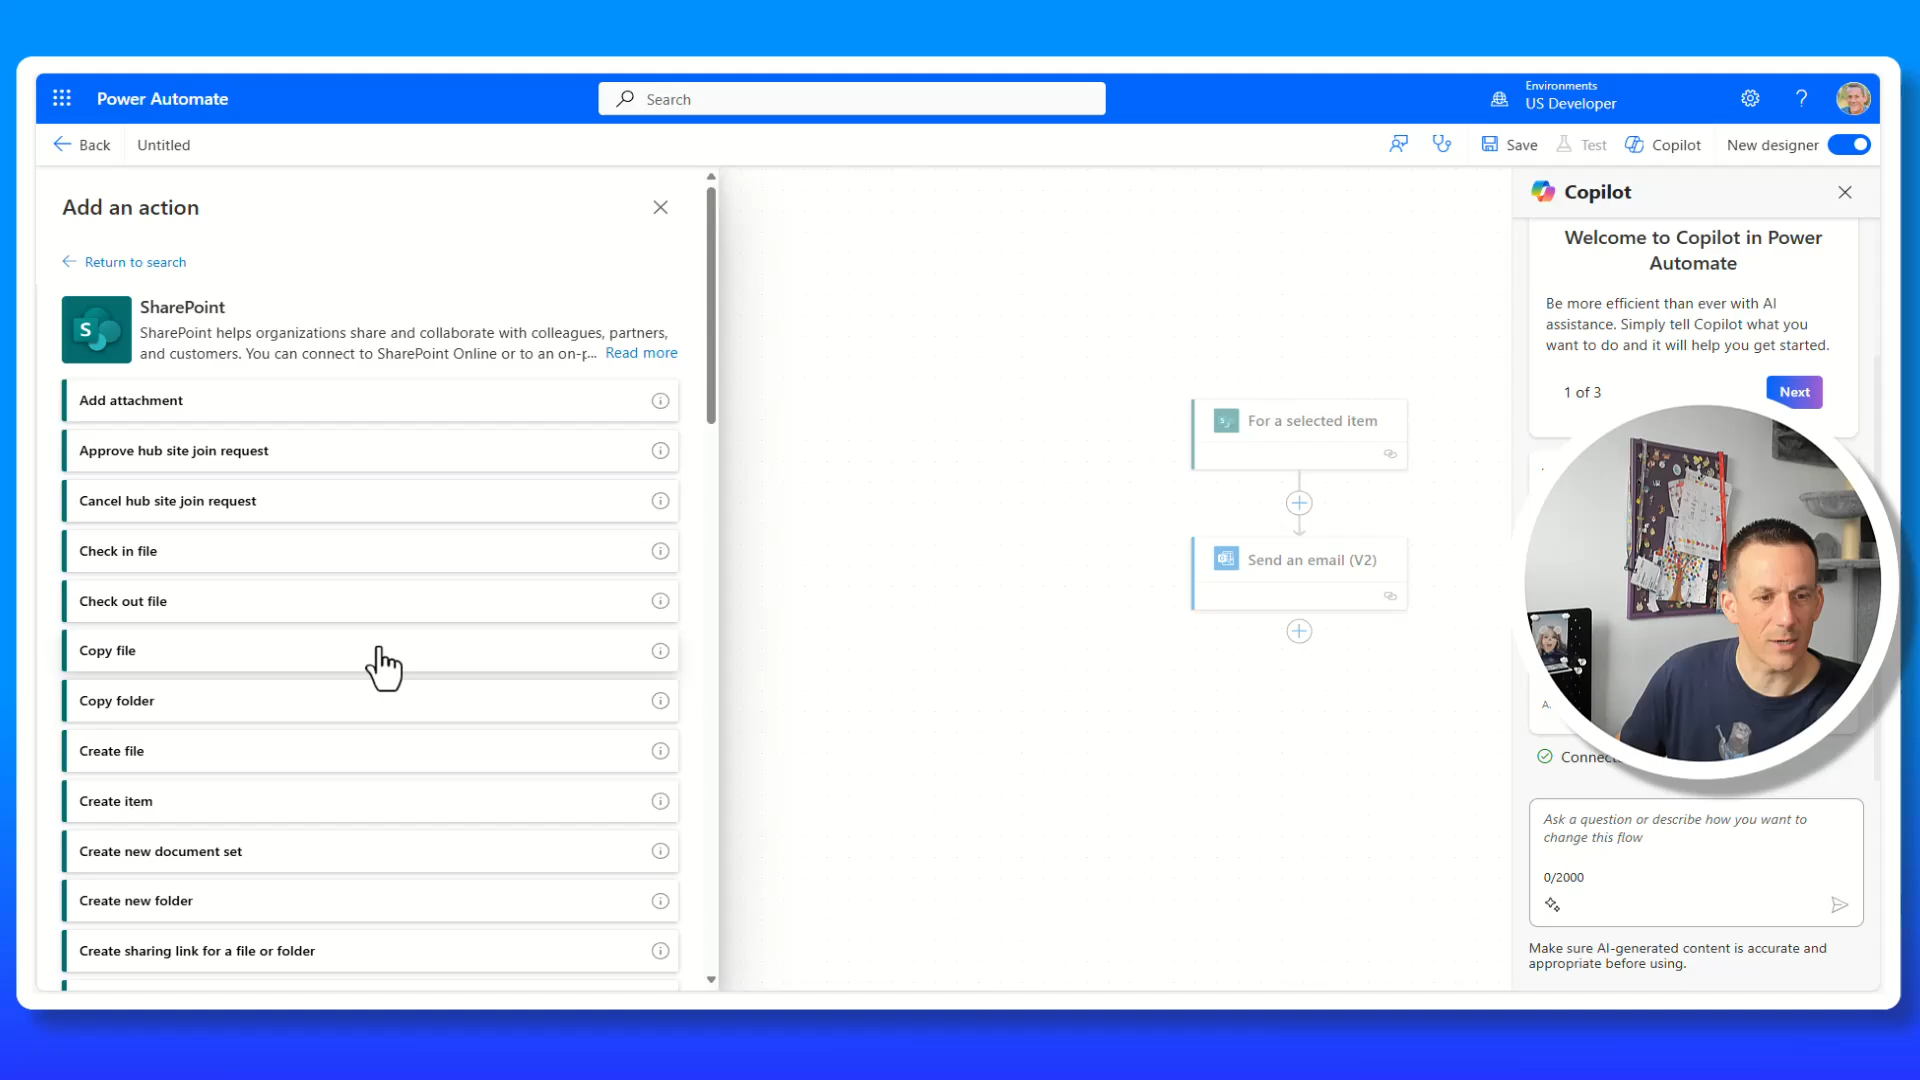 Power Automate
Search
Environments
US Developer
Back
Untitled
Save
Test
Copilot
New designer
Add an action
Return to search
SharePoint
SharePoint helps organizations share and collaborate with colleagues, partners,
and customers. You can connect to SharePoint Online or to an on-p... Read more
Add attachment
Approve hub site join request
Cancel hub site join request
Check in file
Check out file
Copy file
Copy folder
Create file
Create item
Create new document set
Create new folder
Create sharing link for a file or folder
For a selected item
Send an email (V2)
Copilot
Welcome to Copilot in Power
Automate
Be more efficient than ever with AI
assistance. Simply tell Copilot what you
want to do and it will help you get started.
1 of 3
Next
Ask a question or describe how you want to
change this flow
0/2000
Make sure AI-generated content is accurate and
appropriate before using.